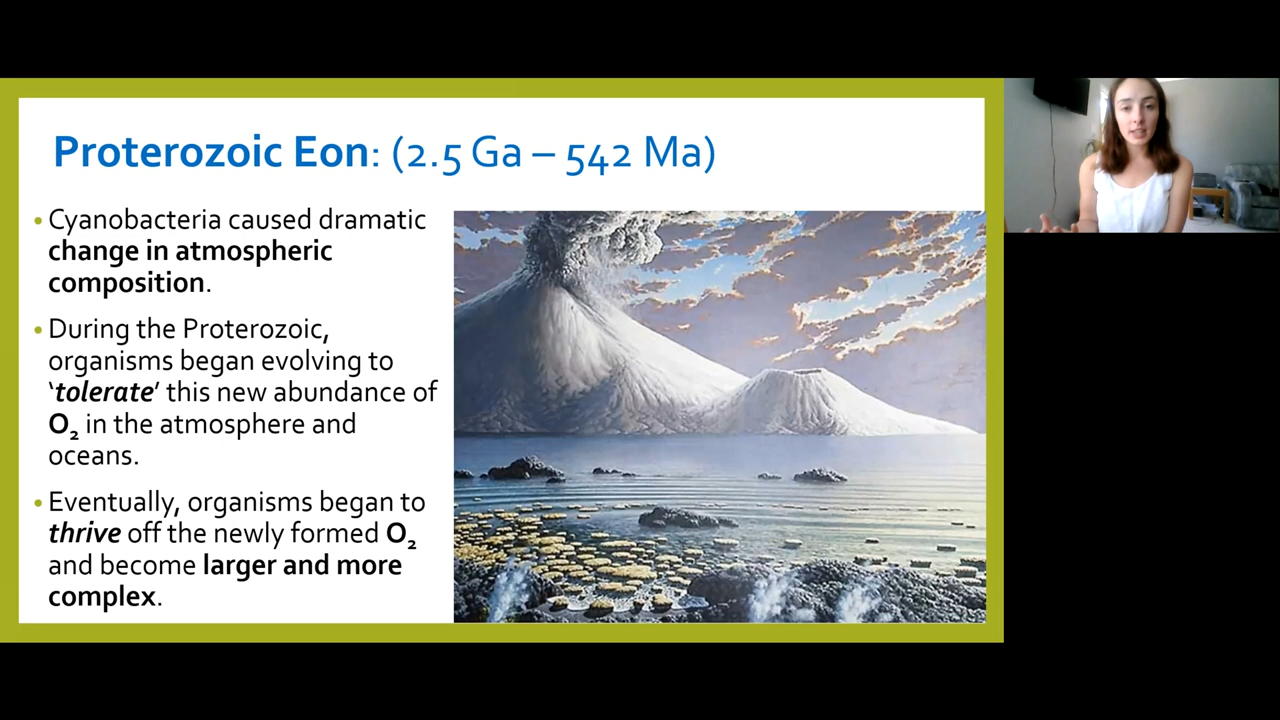 Proterozoic Eon: (2.5 Ga – 542 Ma)
• Cyanobacteria caused dramatic
change in atmospheric
composition.
• During the Proterozoic,
organisms began evolving to
‘tolerate’ this new abundance of
O₂ in the atmosphere and
oceans.
• Eventually, organisms began to
thrive off the newly formed O₂
and become larger and more
complex.